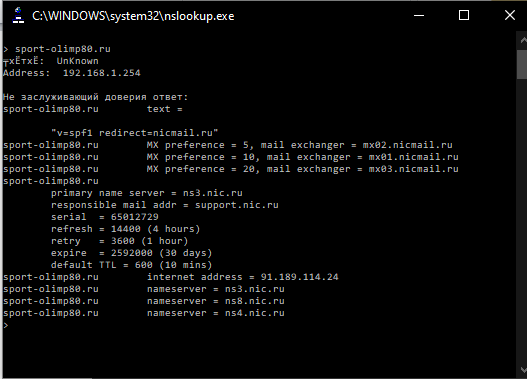 C:\WINDOWS\system32\nslookup.exe
> sport-olimp80.ru
╤хЁтхЁ:  UnKnown
Address:  192.168.1.254
Не заслуживающий доверия ответ:
sport-olimp80.ru        text =
"v=spf1 redirect=nicmail.ru"
sport-olimp80.ru        MX preference = 5, mail exchanger = mx02.nicmail.ru
sport-olimp80.ru        MX preference = 10, mail exchanger = mx01.nicmail.ru
sport-olimp80.ru        MX preference = 20, mail exchanger = mx03.nicmail.ru
sport-olimp80.ru
primary name server = ns3.nic.ru
responsible mail addr = support.nic.ru
serial  = 65012729
refresh = 14400 (4 hours)
retry   = 3600 (1 hour)
expire  = 2592000 (30 days)
default TTL = 600 (10 mins)
sport-olimp80.ru        internet address = 91.189.114.24
sport-olimp80.ru        nameserver = ns3.nic.ru
sport-olimp80.ru        nameserver = ns8.nic.ru
sport-olimp80.ru        nameserver = ns4.nic.ru
>